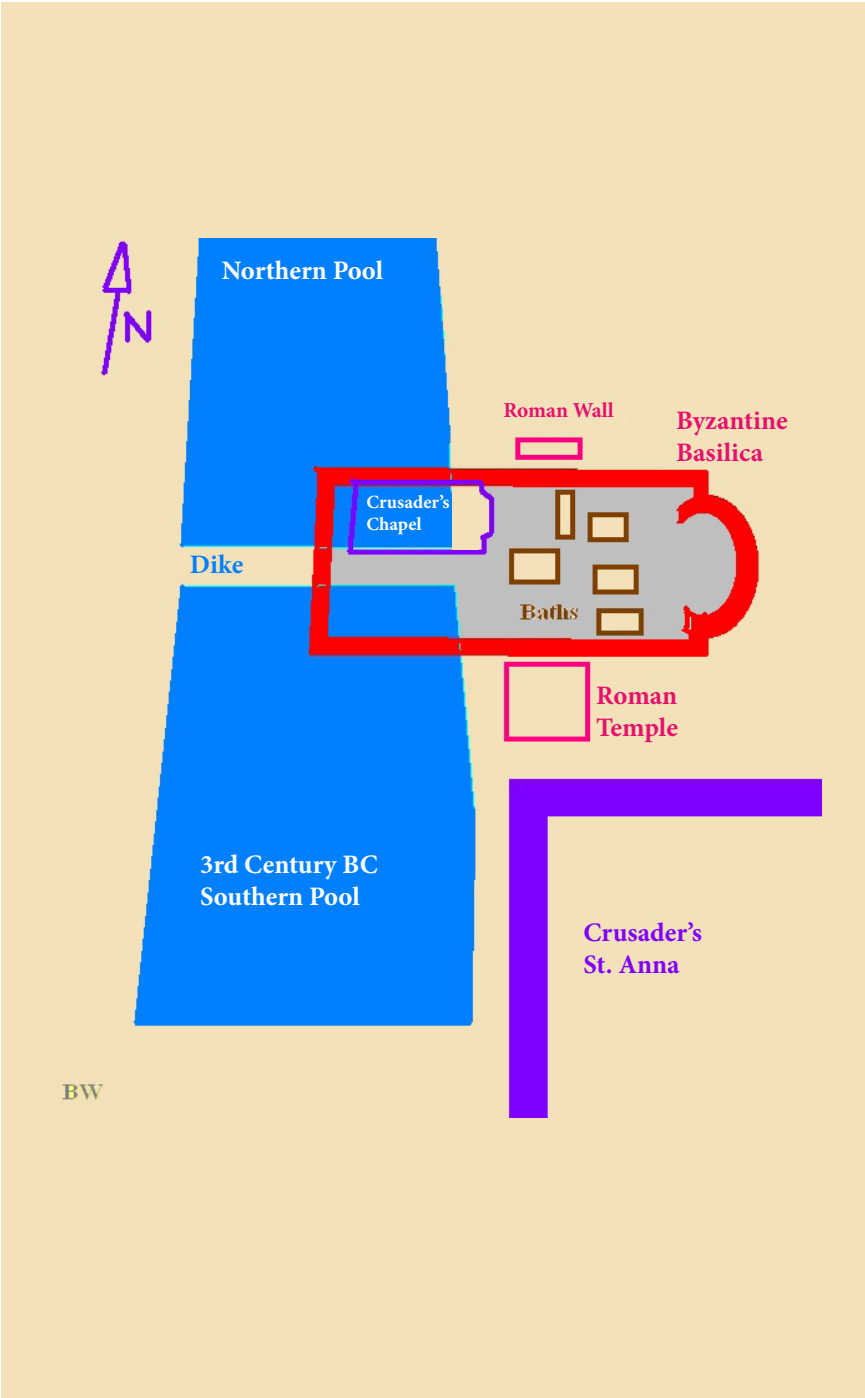 Northern Pool
N
Roman Wall
Byzantine
Basilica
Crusader’s
Chapel
Dike
Baths
Roman
Temple
3rd Century BC
Southern Pool
Crusader’s
St. Anna
BW